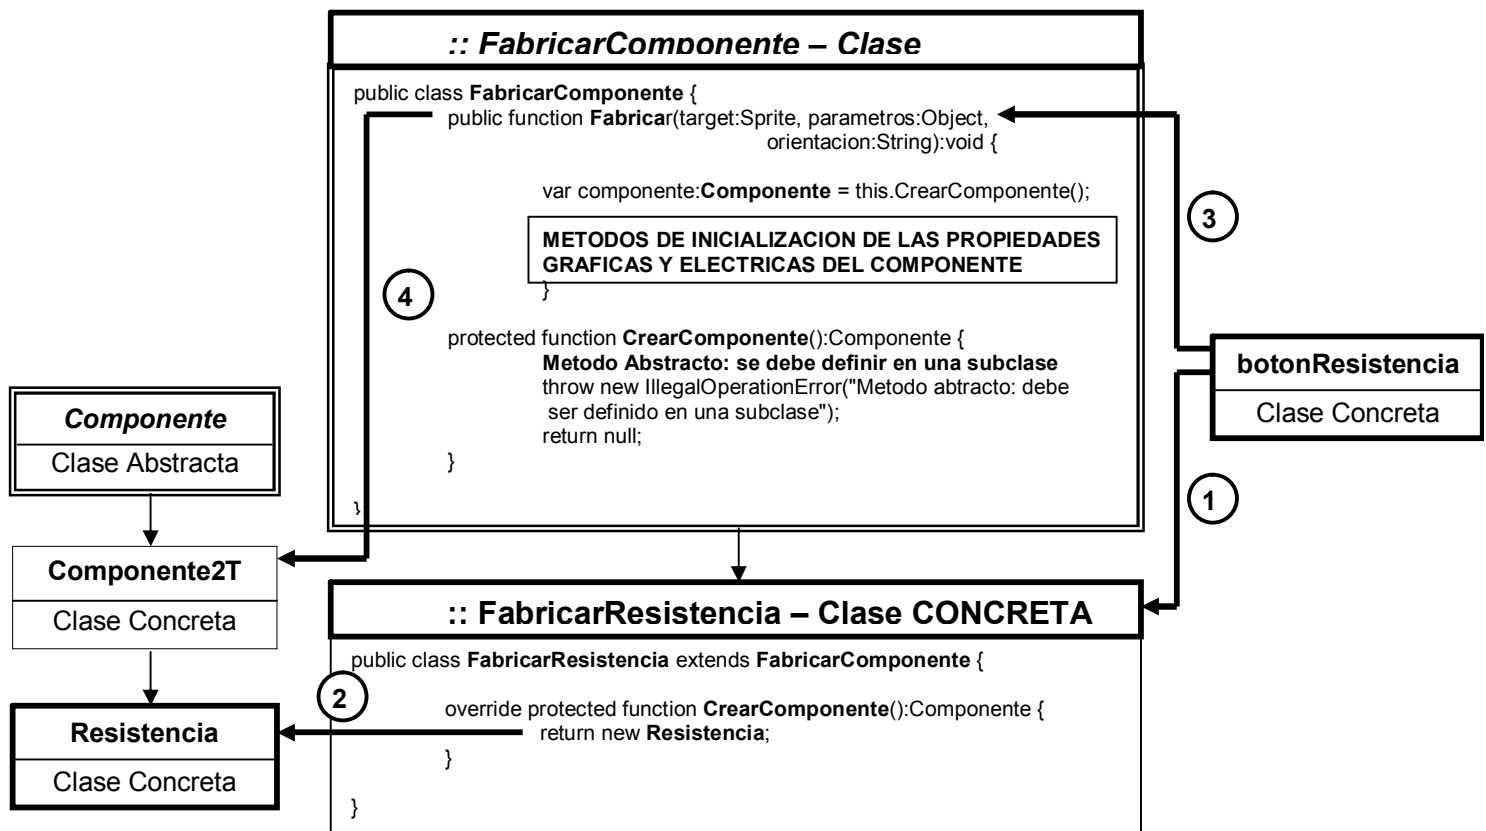 :: FabricarComponente – Clase
public class FabricarComponente {
public function Fabricar(target:Sprite, parametros:Object,
orientacion:String):void {
var componente:Componente = this.CrearComponente();
METODOS DE INICIALIZACION DE LAS PROPIEDADES
GRAFICAS Y ELECTRICAS DEL COMPONENTE
}
protected function CrearComponente():Componente {
Metodo Abstracto: se debe definir en una subclase
throw new IllegalOperationError("Metodo abtracto: debe
ser definido en una subclase");
return null;
}
}
3
4
botonResistencia
Clase Concreta
1
Componente
Clase Abstracta
Componente2T
Clase Concreta
Resistencia
Clase Concreta
2
:: FabricarResistencia – Clase CONCRETA
public class FabricarResistencia extends FabricarComponente {
override protected function CrearComponente():Componente {
return new Resistencia;
}
}